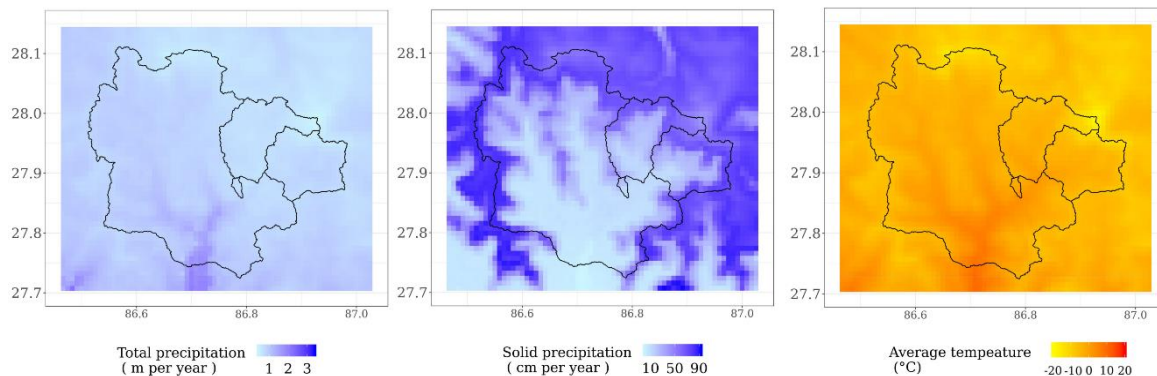 28.1
28.0
27.9
27.8
27.7
86.6 86.8 87.0
Total precipitation
( m per year )
1 2 3
28.1
28.0
27.9
27.8
27.7
86.6 86.8 87.0
Solid precipitation
( cm per year )
10 50 90
28.1
28.0
27.9
27.8
27.7
86.6 86.8 87.0
Average tempeature
(°C)
-20 -10 0 10 20